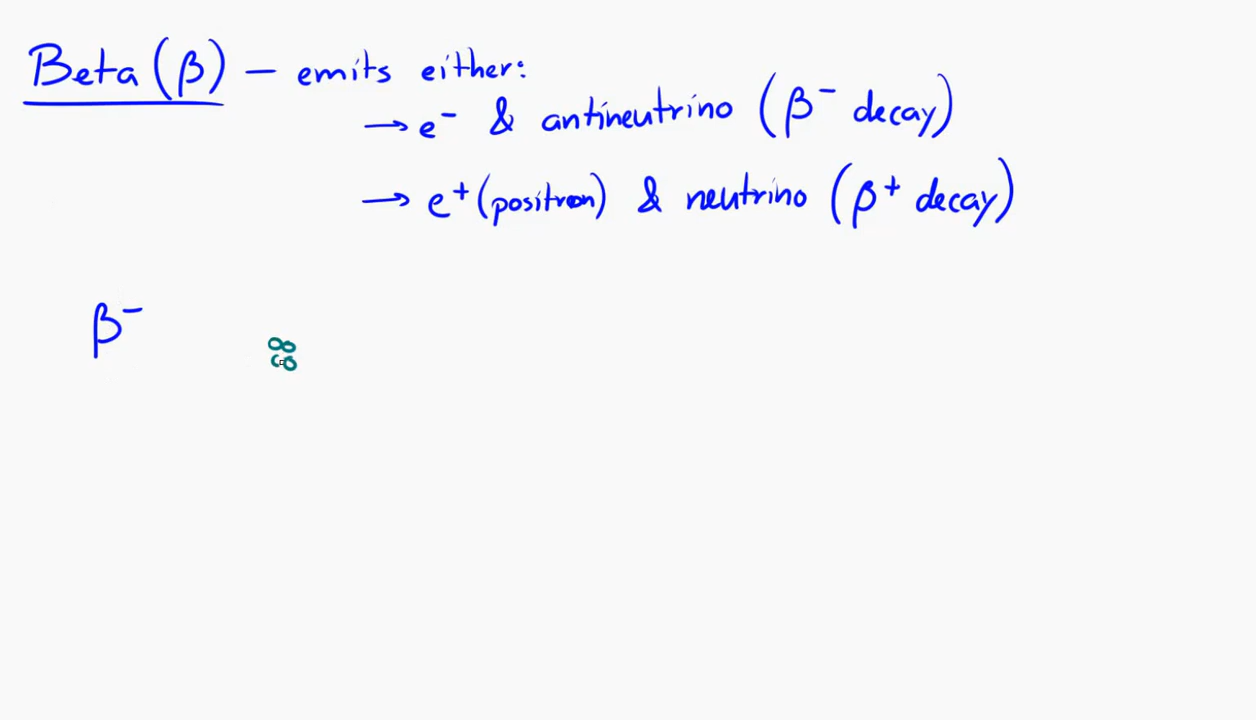 Beta (β) – emits either:
→ e⁻ & antineutrino (β⁻ decay)
→ e⁺ (positron) & neutrino (β⁺ decay)
β⁻